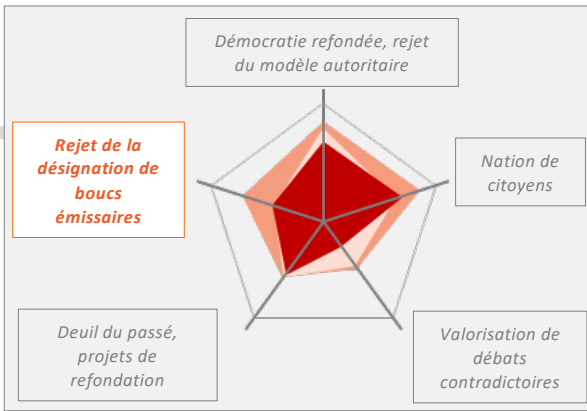 Démocratie refondée, rejet
du modèle autoritaire
Rejet de la
désignation de
boucs
émissaires
Nation de
citoyens
Deuil du passé,
projets de
refondation
Valorisation de
débats
contradictoires